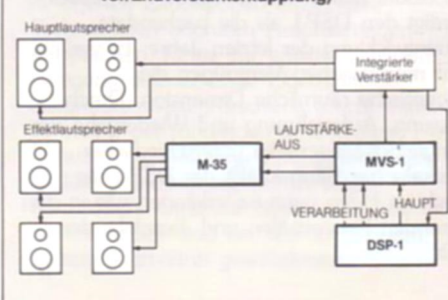 Hauptlautsprecher
Integrierte
Verstärker
Effektlautsprecher
LAUTSTÄRKE-
AUS
M-35
MVS-1
VERARBEITUNG
HAUPT
DSP-1